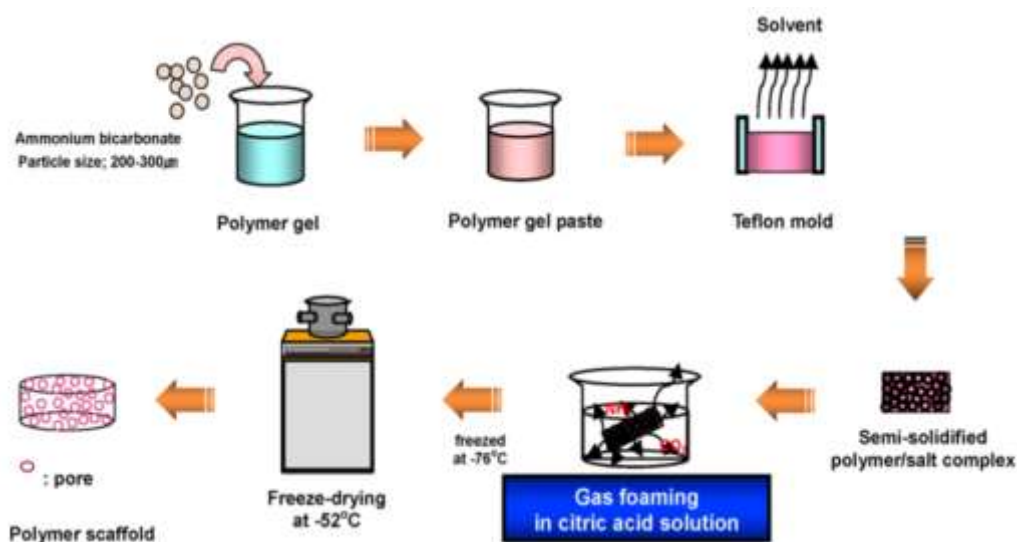 Solvent
Ammonium bicarbonate
Particle size; 200-300㎛
Polymer gel
Polymer gel paste
Teflon mold
Semi-solidified
polymer/salt complex
Gas foaming
in citric acid solution
freezed
at -76°C
Freeze-drying
at -52°C
: pore
Polymer scaffold